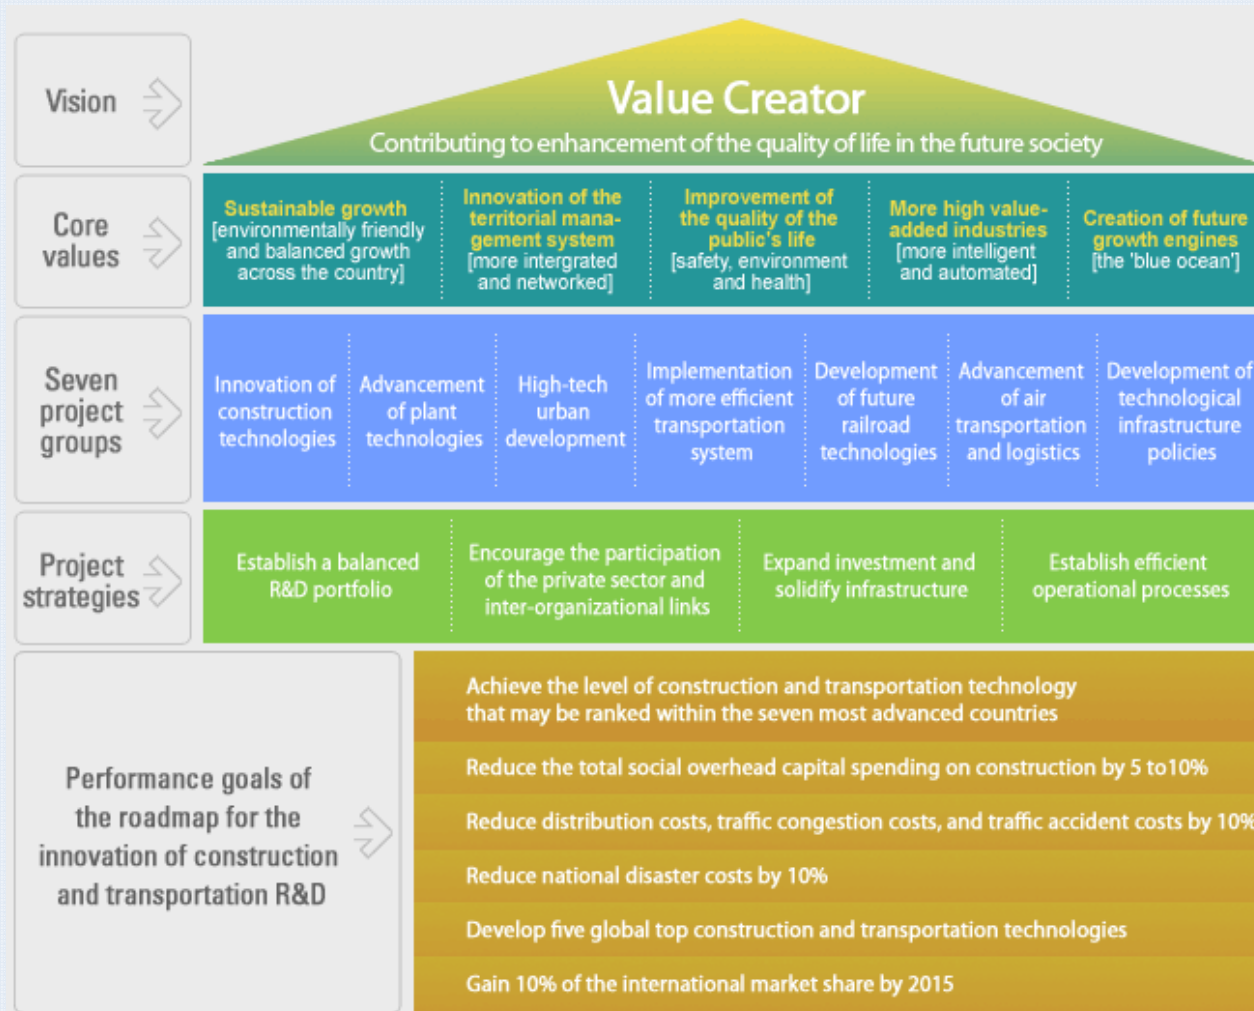 Vision
Value Creator
Contributing to enhancement of the quality of life in the future society
Core
values
Sustainable growth
[environmentally friendly
and balanced growth
across the country]
Innovation of the
territorial mana-
gement system
[more intergrated
and networked]
Improvement of
the quality of the
public's life
[safety, environment
and health]
More high value-
added industries
[more intelligent
and automated]
Creation of future
growth engines
[the 'blue ocean']
Seven
project
groups
Innovation of
construction
technologies
Advancement
of plant
technologies
High-tech
urban
development
Implementation
of more efficient
transportation
system
Development
of future
railroad
technologies
Advancement
of air
transportation
and logistics
Development of
technological
infrastructure
policies
Project
strategies
Establish a balanced
R&D portfolio
Encourage the participation
of the private sector and
inter-organizational links
Expand investment and
solidify infrastructure
Establish efficient
operational processes
Performance goals of
the roadmap for the
innovation of construction
and transportation R&D
Achieve the level of construction and transportation technology
that may be ranked within the seven most advanced countries
Reduce the total social overhead capital spending on construction by 5 to10%
Reduce distribution costs, traffic congestion costs, and traffic accident costs by 10%
Reduce national disaster costs by 10%
Develop five global top construction and transportation technologies
Gain 10% of the international market share by 2015